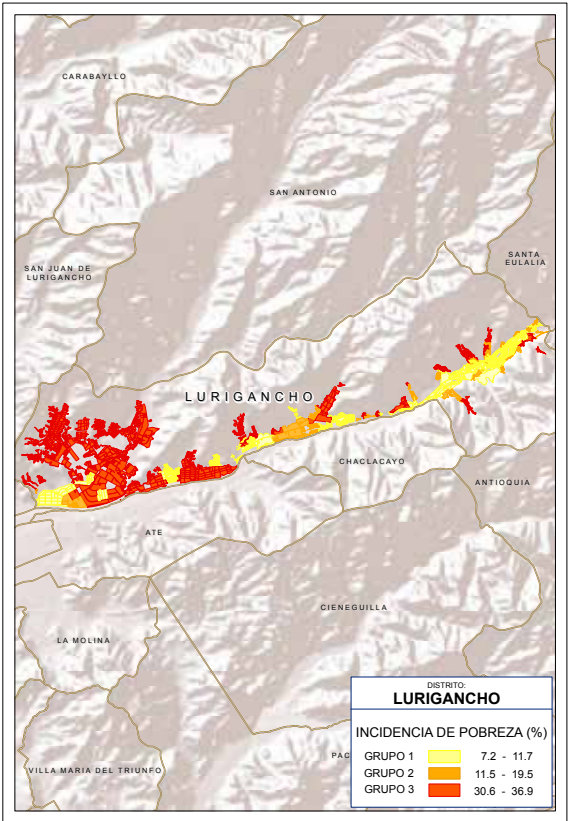 CARABAYLLO
SAN ANTONIO
SANTA
EULALIA
SAN JUAN DE
LURIGANCHO
LURIGANCHO
CHACLACAYO
ANTIOQUIA
ATE
CIENEGUILLA
LA MOLINA
VILLA MARIA DEL TRIUNFO
PAC
DISTRITO:
LURIGANCHO
INCIDENCIA DE POBREZA (%)
GRUPO 1 7.2 - 11.7
GRUPO 2 11.5 - 19.5
GRUPO 3 30.6 - 36.9